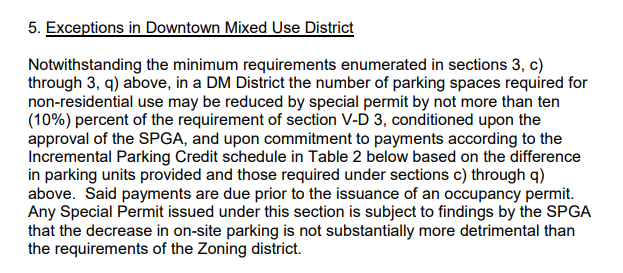 5. Exceptions in Downtown Mixed Use District
Notwithstanding the minimum requirements enumerated in sections 3, c)
through 3, q) above, in a DM District the number of parking spaces required for
non-residential use may be reduced by special permit by not more than ten
(10%) percent of the requirement of section V-D 3, conditioned upon the
approval of the SPGA, and upon commitment to payments according to the
Incremental Parking Credit schedule in Table 2 below based on the difference
in parking units provided and those required under sections c) through q)
above.  Said payments are due prior to the issuance of an occupancy permit.
Any Special Permit issued under this section is subject to findings by the SPGA
that the decrease in on-site parking is not substantially more detrimental than
the requirements of the Zoning district.